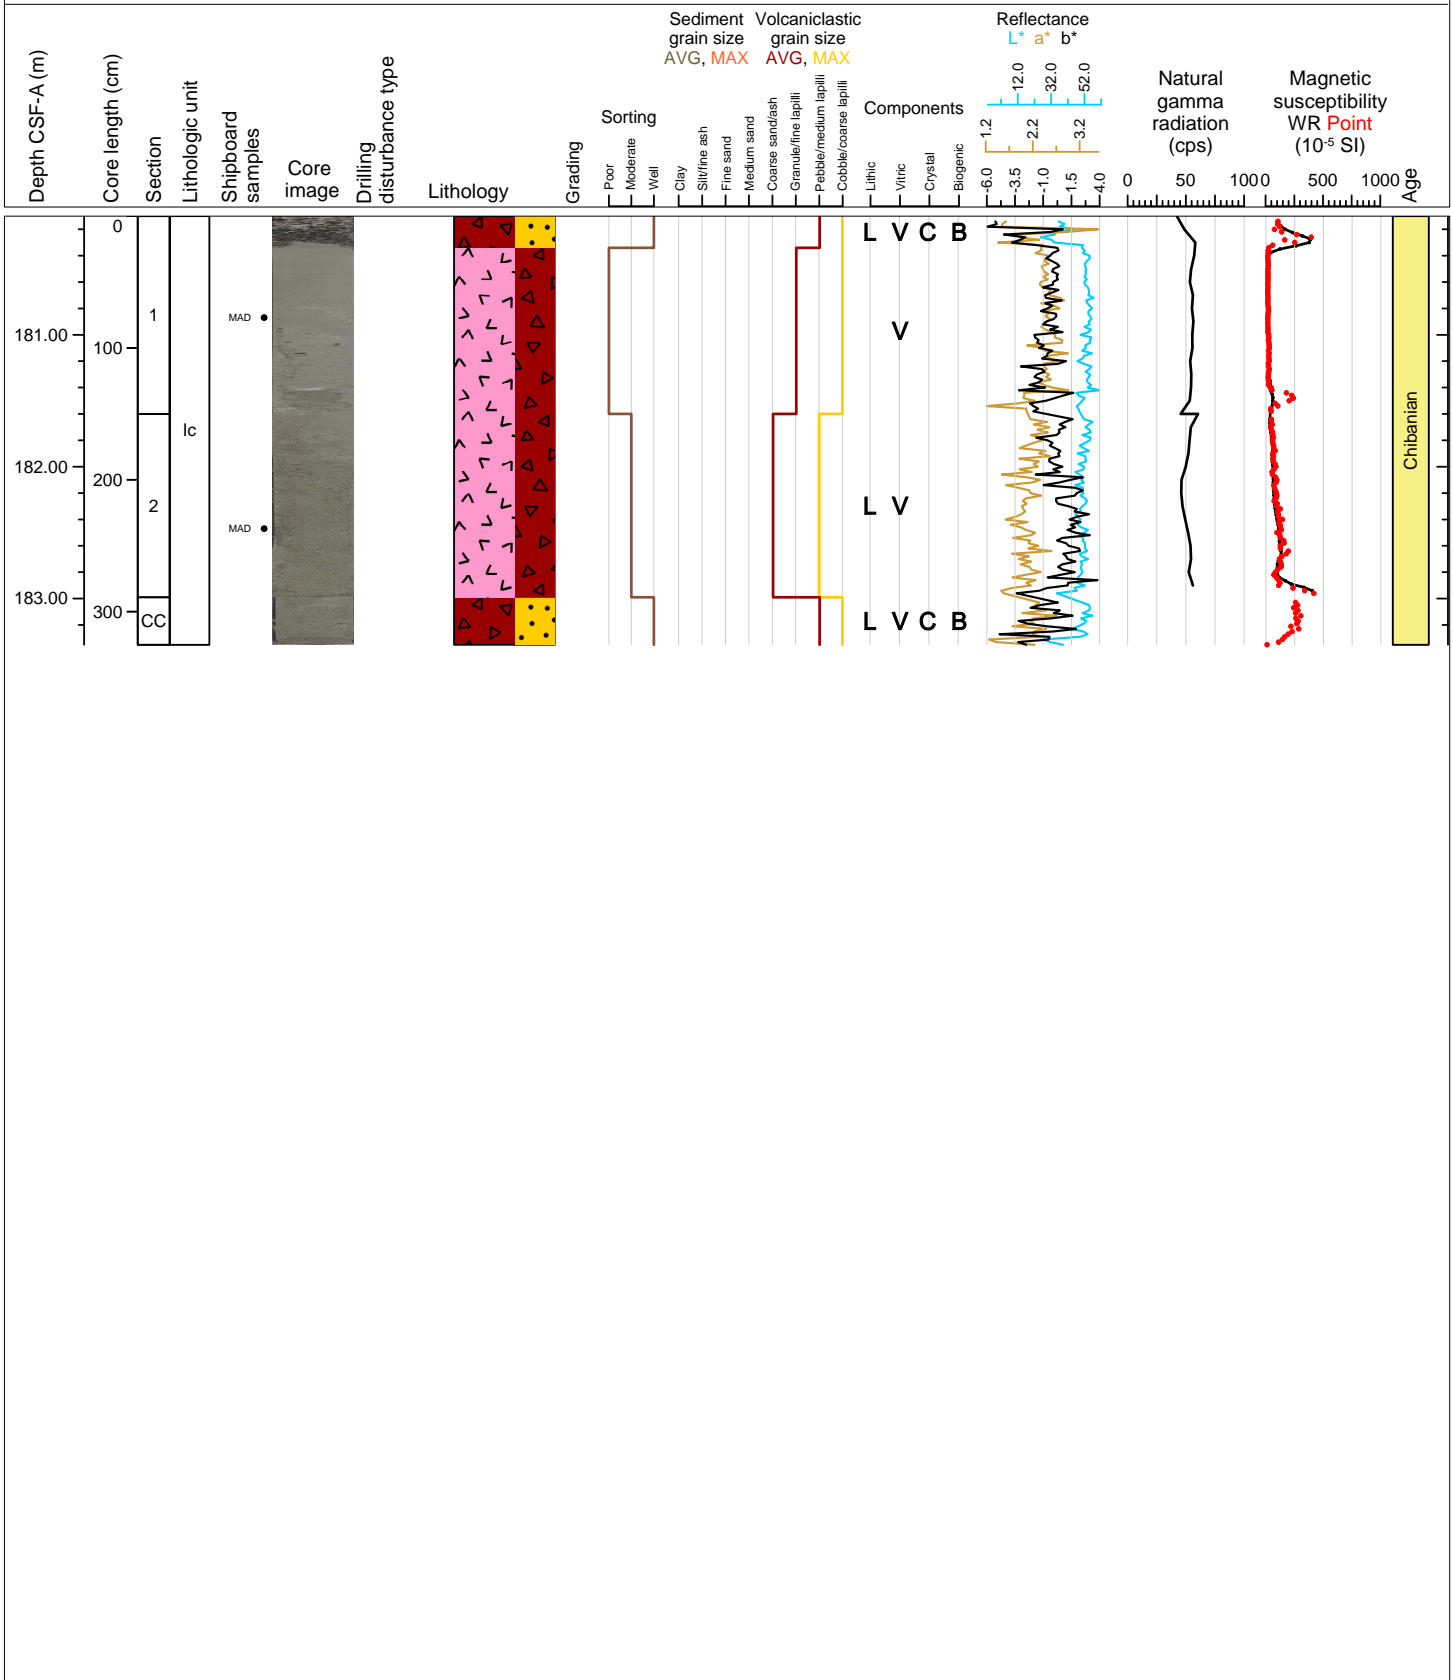 Depth CSF-A (m)
Core length (cm)
Section
Lithologic unit
Shipboard
samples
Core
image
Drilling
disturbance type
Lithology
Grading
Sorting
Poor
Moderate
Well
Sediment
grain size
AVG, MAX
Volcaniclastic
grain size
AVG, MAX
Clay
Silt/fine ash
Fine sand
Medium sand
Coarse sand/ash
Granule/fine lapilli
Pebble/medium lapilli
Cobble/coarse lapilli
Components
Lithic
Vitric
Crystal
Biogenic
Reflectance
L* a* b*
12.0 32.0 52.0
1.2 2.2 3.2
-6.0 -3.5 -1.0 1.5 4.0
Natural
gamma
radiation
(cps)
0 50 100
Magnetic
susceptibility
WR Point
(10-5 SI)
0 500 1000
Age
0
L V C B
1
MAD
181.00
V
100
Ic
Chibanian
182.00
200
2
L V
MAD
183.00
300
CC
L V C B